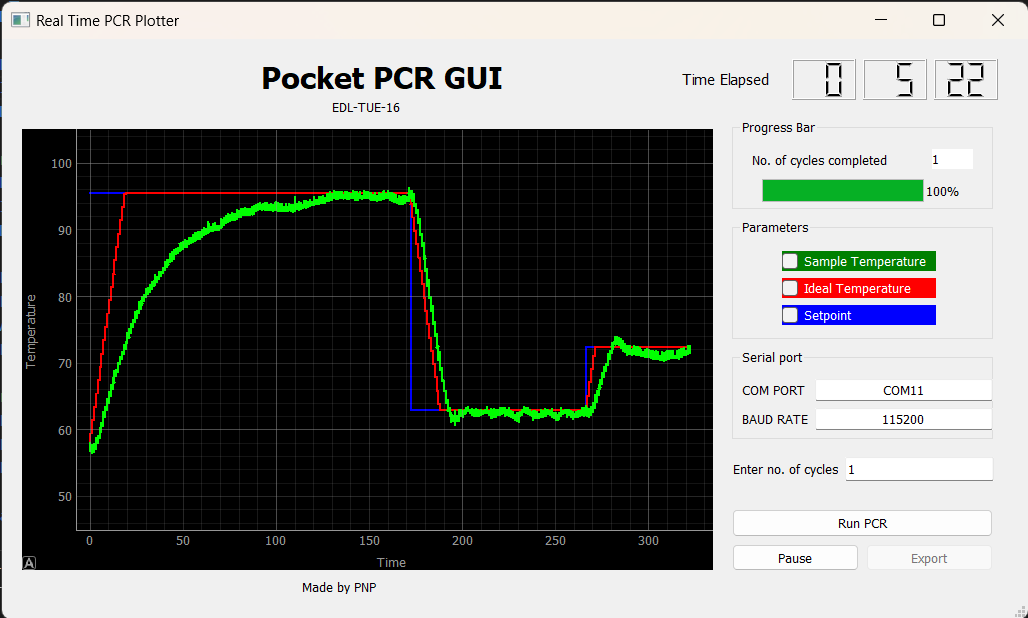 Real Time PCR Plotter
Pocket PCR GUI
EDL-TUE-16
Time Elapsed 0 5 22
Progress Bar
No. of cycles completed 1
100%
Parameters
Sample Temperature
Ideal Temperature
Setpoint
Serial port
COM PORT COM11
BAUD RATE 115200
Enter no. of cycles 1
Run PCR
Pause Export
Temperature
100
90
80
70
60
50
0 50 100 150 200 250 300
Time
A
Made by PNP